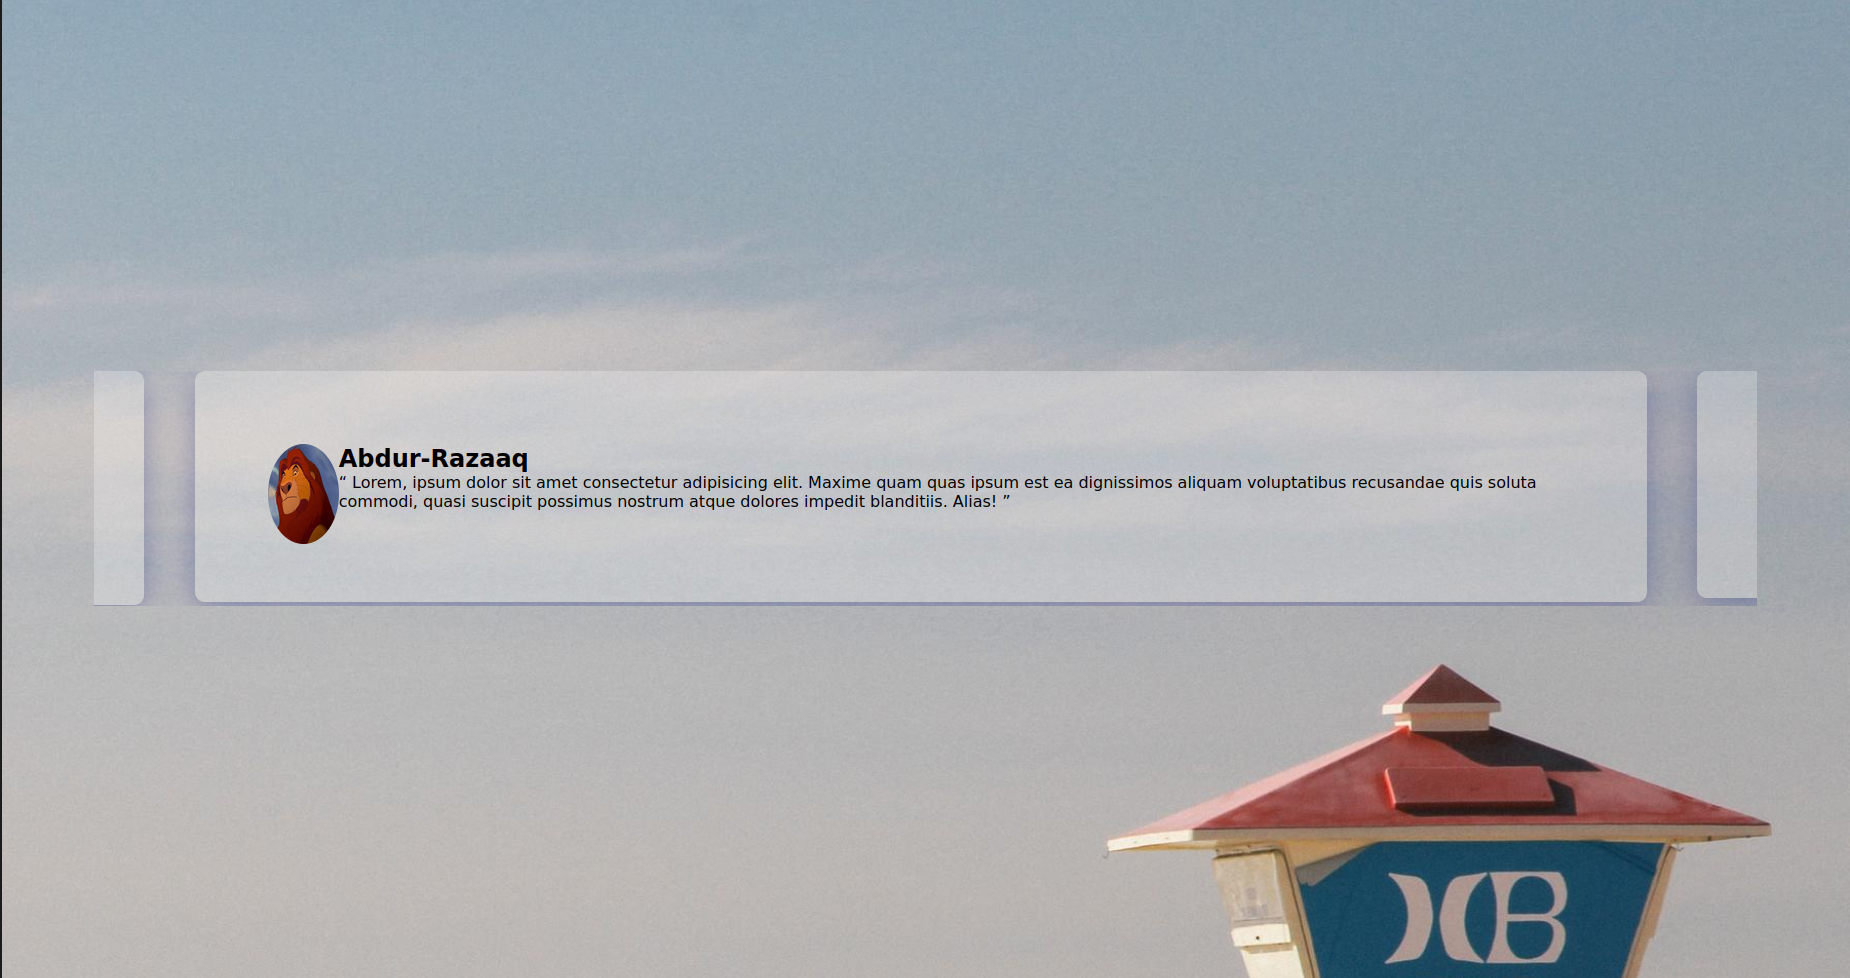 Abdur-Razaaq
“ Lorem, ipsum dolor sit amet consectetur adipisicing elit. Maxime quam quas ipsum est ea dignissimos aliquam voluptatibus recusandae quis soluta
commodi, quasi suscipit possimus nostrum atque dolores impedit blanditiis. Alias! ”
XB